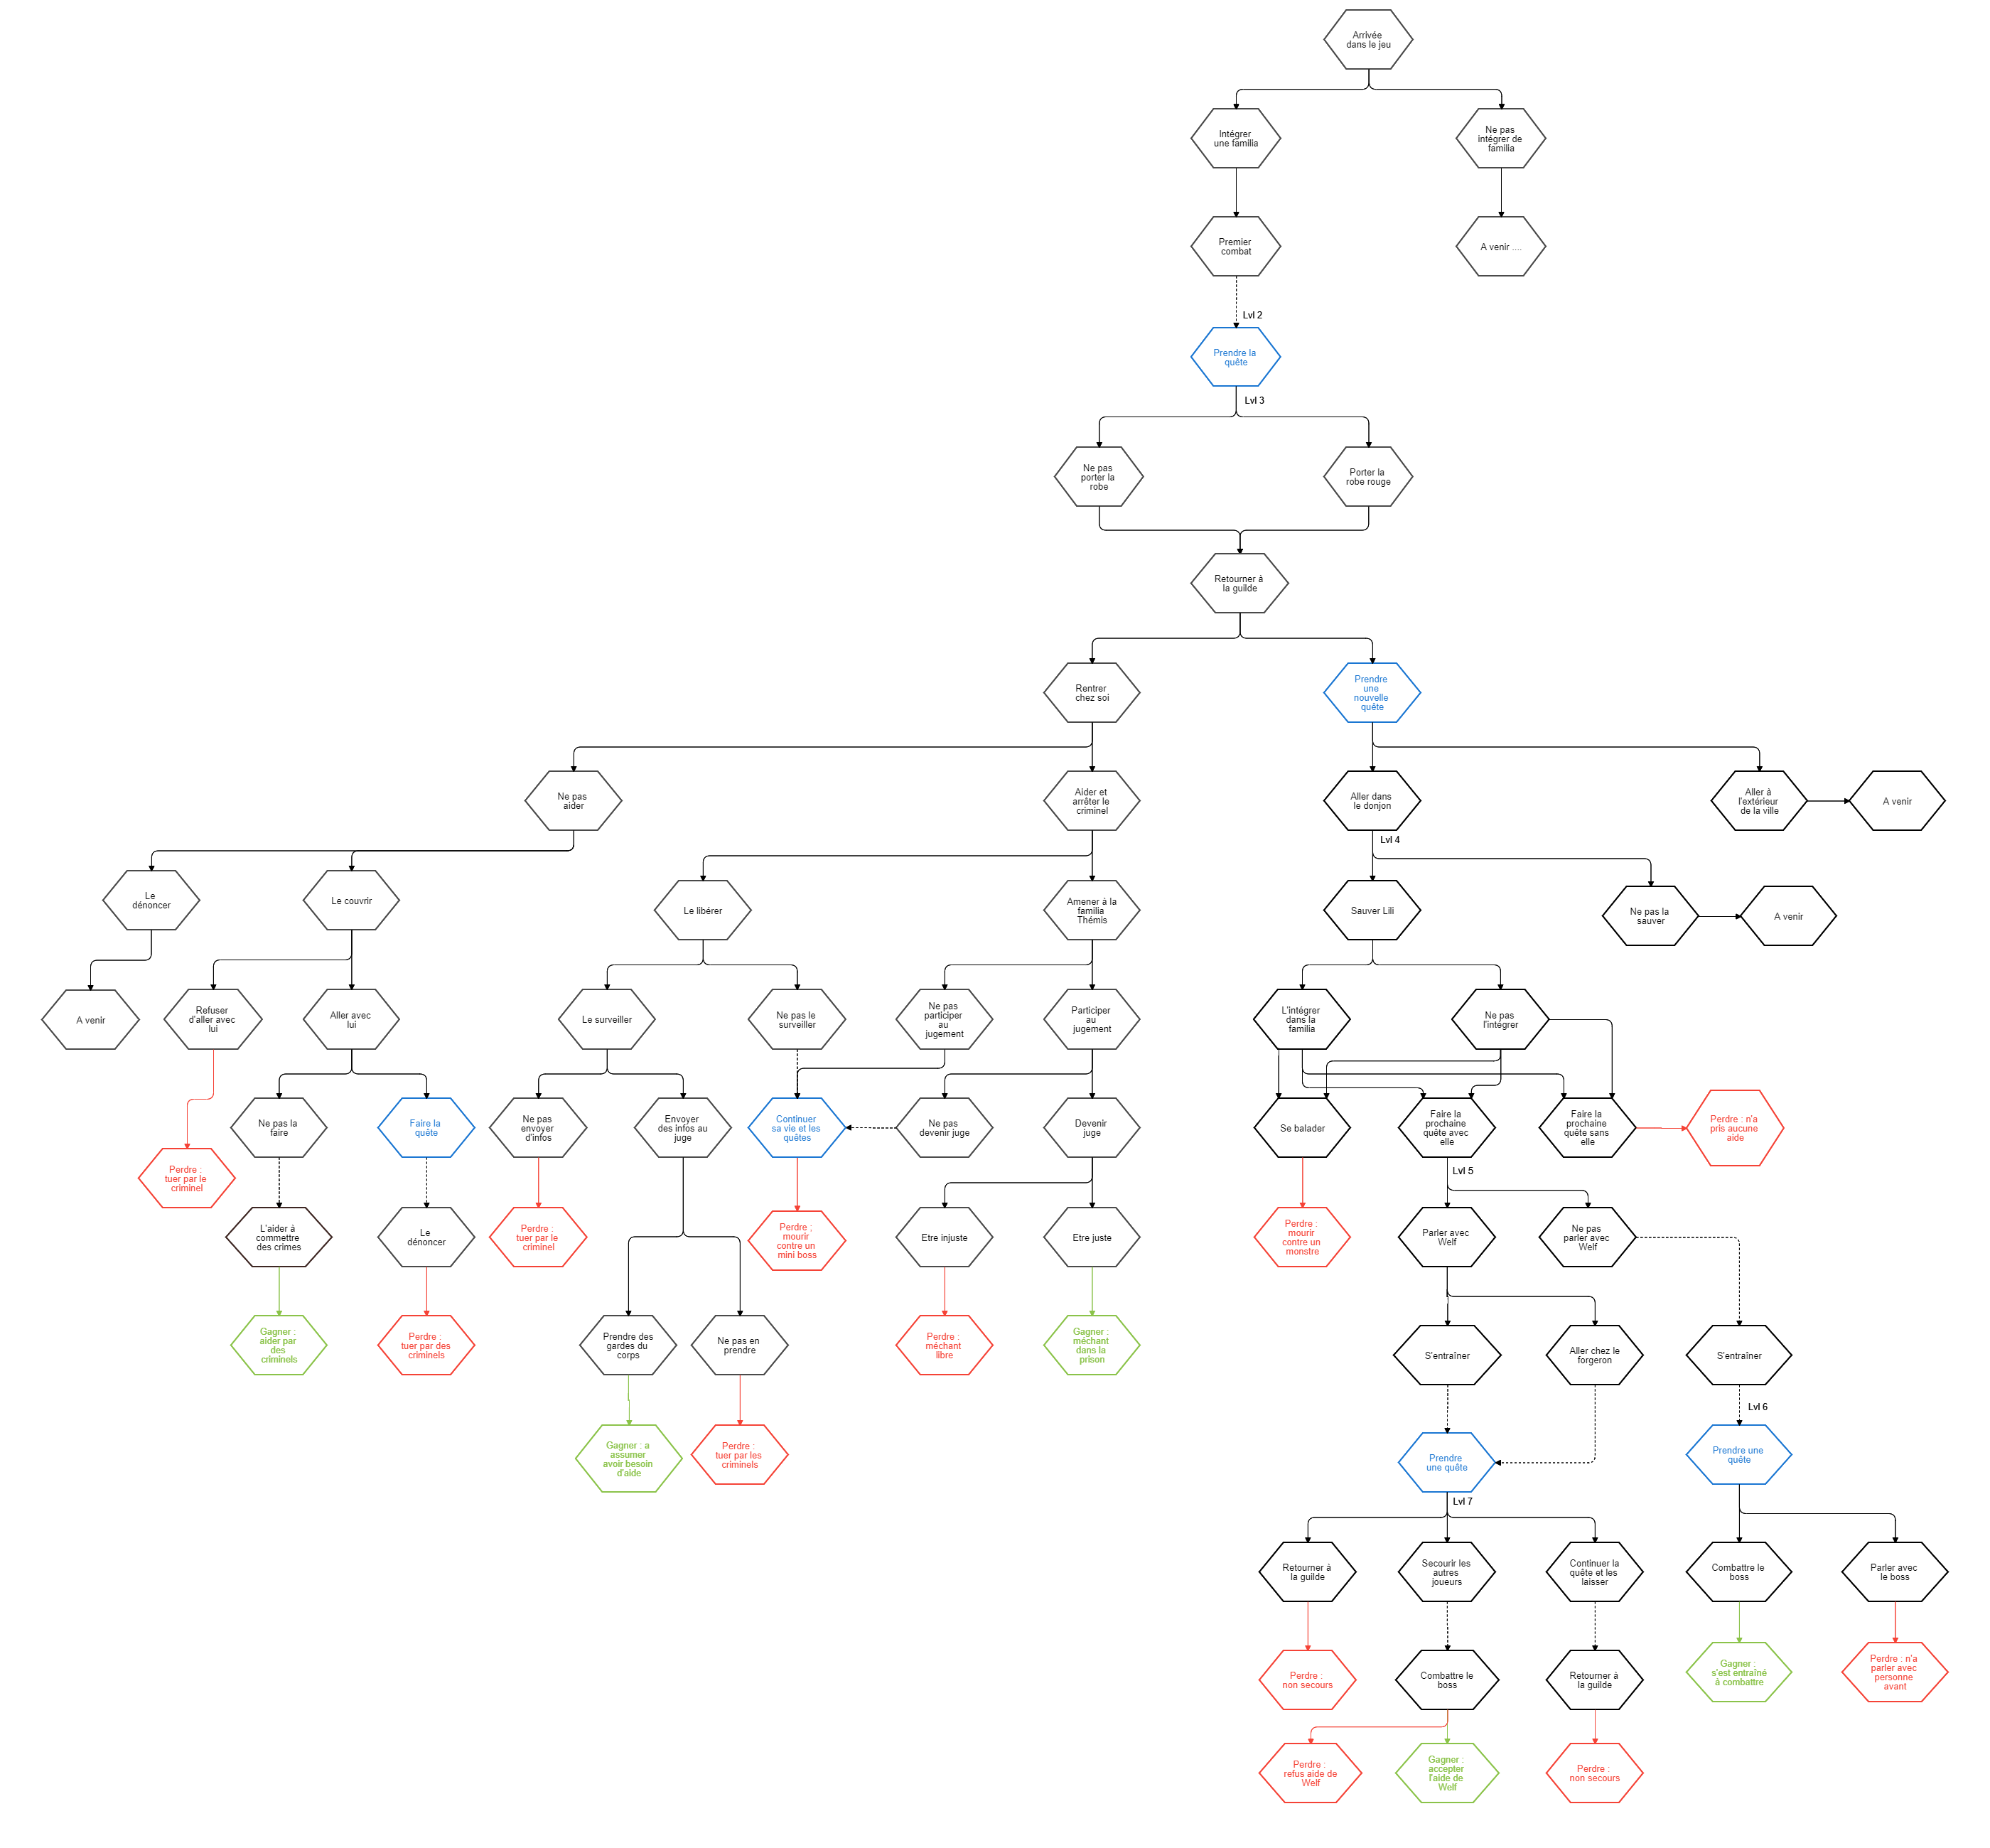 Arrivée
dans le jeu
Intégrer
une familia
Ne pas
intégrer de
familia
Premier
combat
A venir ....
Lvl 2
Prendre la
quête
Lvl 3
Ne pas
porter la
robe
Porter la
robe rouge
Retourner à
la guilde
Rentrer
chez soi
Prendre
une
nouvelle
quête
Ne pas
aider
Aider et
arrêter le
criminel
Aller dans
le donjon
Aller à
l'extérieur
de la ville
A venir
Lvl 4
Le
dénoncer
Le couvrir
Le libérer
Amener à la
familia
Thémis
Sauver Lili
Ne pas la
sauver
A venir
A venir
Refuser
d'aller avec
lui
Aller avec
lui
Le surveiller
Ne pas le
surveiller
Ne pas
participer
au
jugement
Participer
au
jugement
L'intégrer
dans la
familia
Ne pas
l'intégrer
Ne pas la
faire
Faire la
quête
Ne pas
envoyer
d'infos
Envoyer
des infos au
juge
Continuer
sa vie et les
quêtes
Ne pas
devenir juge
Devenir
juge
Se balader
Faire la
prochaine
quête avec
elle
Faire la
prochaine
quête sans
elle
Perdre : n'a
pris aucune
aide
Perdre :
tuer par le
criminel
Lvl 5
L'aider à
commettre
des crimes
Le
dénoncer
Perdre :
tuer par le
criminel
Perdre :
mourir
contre un
mini boss
Etre injuste
Etre juste
Perdre :
mourir
contre un
monstre
Parler avec
Welf
Ne pas
parler avec
Welf
Gagner :
aider par
des
criminels
Perdre :
tuer par des
criminels
Prendre des
gardes du
corps
Ne pas en
prendre
Perdre :
méchant
libre
Gagner :
méchant
dans la
prison
S'entraîner
Aller chez le
forgeron
S'entraîner
Lvl 6
Gagner : a
assumer
avoir besoin
d'aide
Perdre :
tuer par les
criminels
Prendre
une quête
Prendre une
quête
Lvl 7
Retourner à
la guilde
Secourir les
autres
joueurs
Continuer la
quête et les
laisser
Combattre le
boss
Parler avec
le boss
Perdre :
non secours
Combattre le
boss
Retourner à
la guilde
Gagner :
s'est entraîné
à combattre
Perdre : n'a
parler avec
personne
avant
Perdre :
refus aide de
Welf
Gagner :
accepter
l'aide de
Welf
Perdre :
non secours